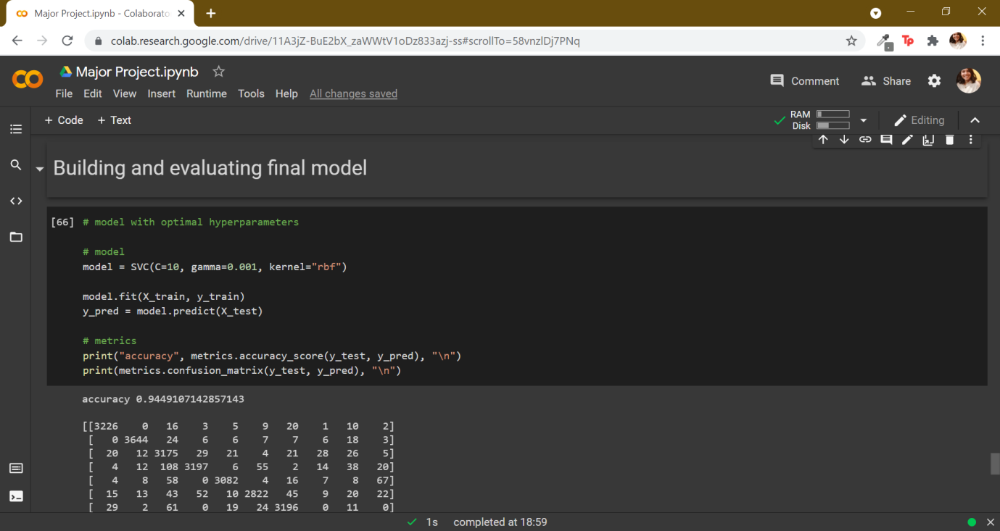 Major Project.ipynb - Colaborato
colab.research.google.com/drive/11A3jZ-BuE2bX_zaWWtV1oDz833azj-ss#scrollTo=58vnzlDj7PNq
Tp
Major Project.ipynb
File Edit View Insert Runtime Tools Help All changes saved
Comment Share
+ Code + Text
RAM
Disk
Editing
Building and evaluating final model
[66] # model with optimal hyperparameters
# model
model = SVC(C=10, gamma=0.001, kernel="rbf")
model.fit(X_train, y_train)
y_pred = model.predict(X_test)
# metrics
print("accuracy", metrics.accuracy_score(y_test, y_pred), "\n")
print(metrics.confusion_matrix(y_test, y_pred), "\n")
accuracy 0.9449107142857143
[[3226 0 16 3 5 9 20 1 10 2]
[ 0 3644 24 6 6 7 7 6 18 3]
[ 20 12 3175 29 21 4 21 28 26 5]
[ 4 12 108 3197 6 55 2 14 38 20]
[ 4 8 58 0 3082 4 16 7 8 67]
[ 15 13 43 52 10 2822 45 9 20 22]
[ 29 2 61 0 19 24 3196 0 11 0]
1s completed at 18:59